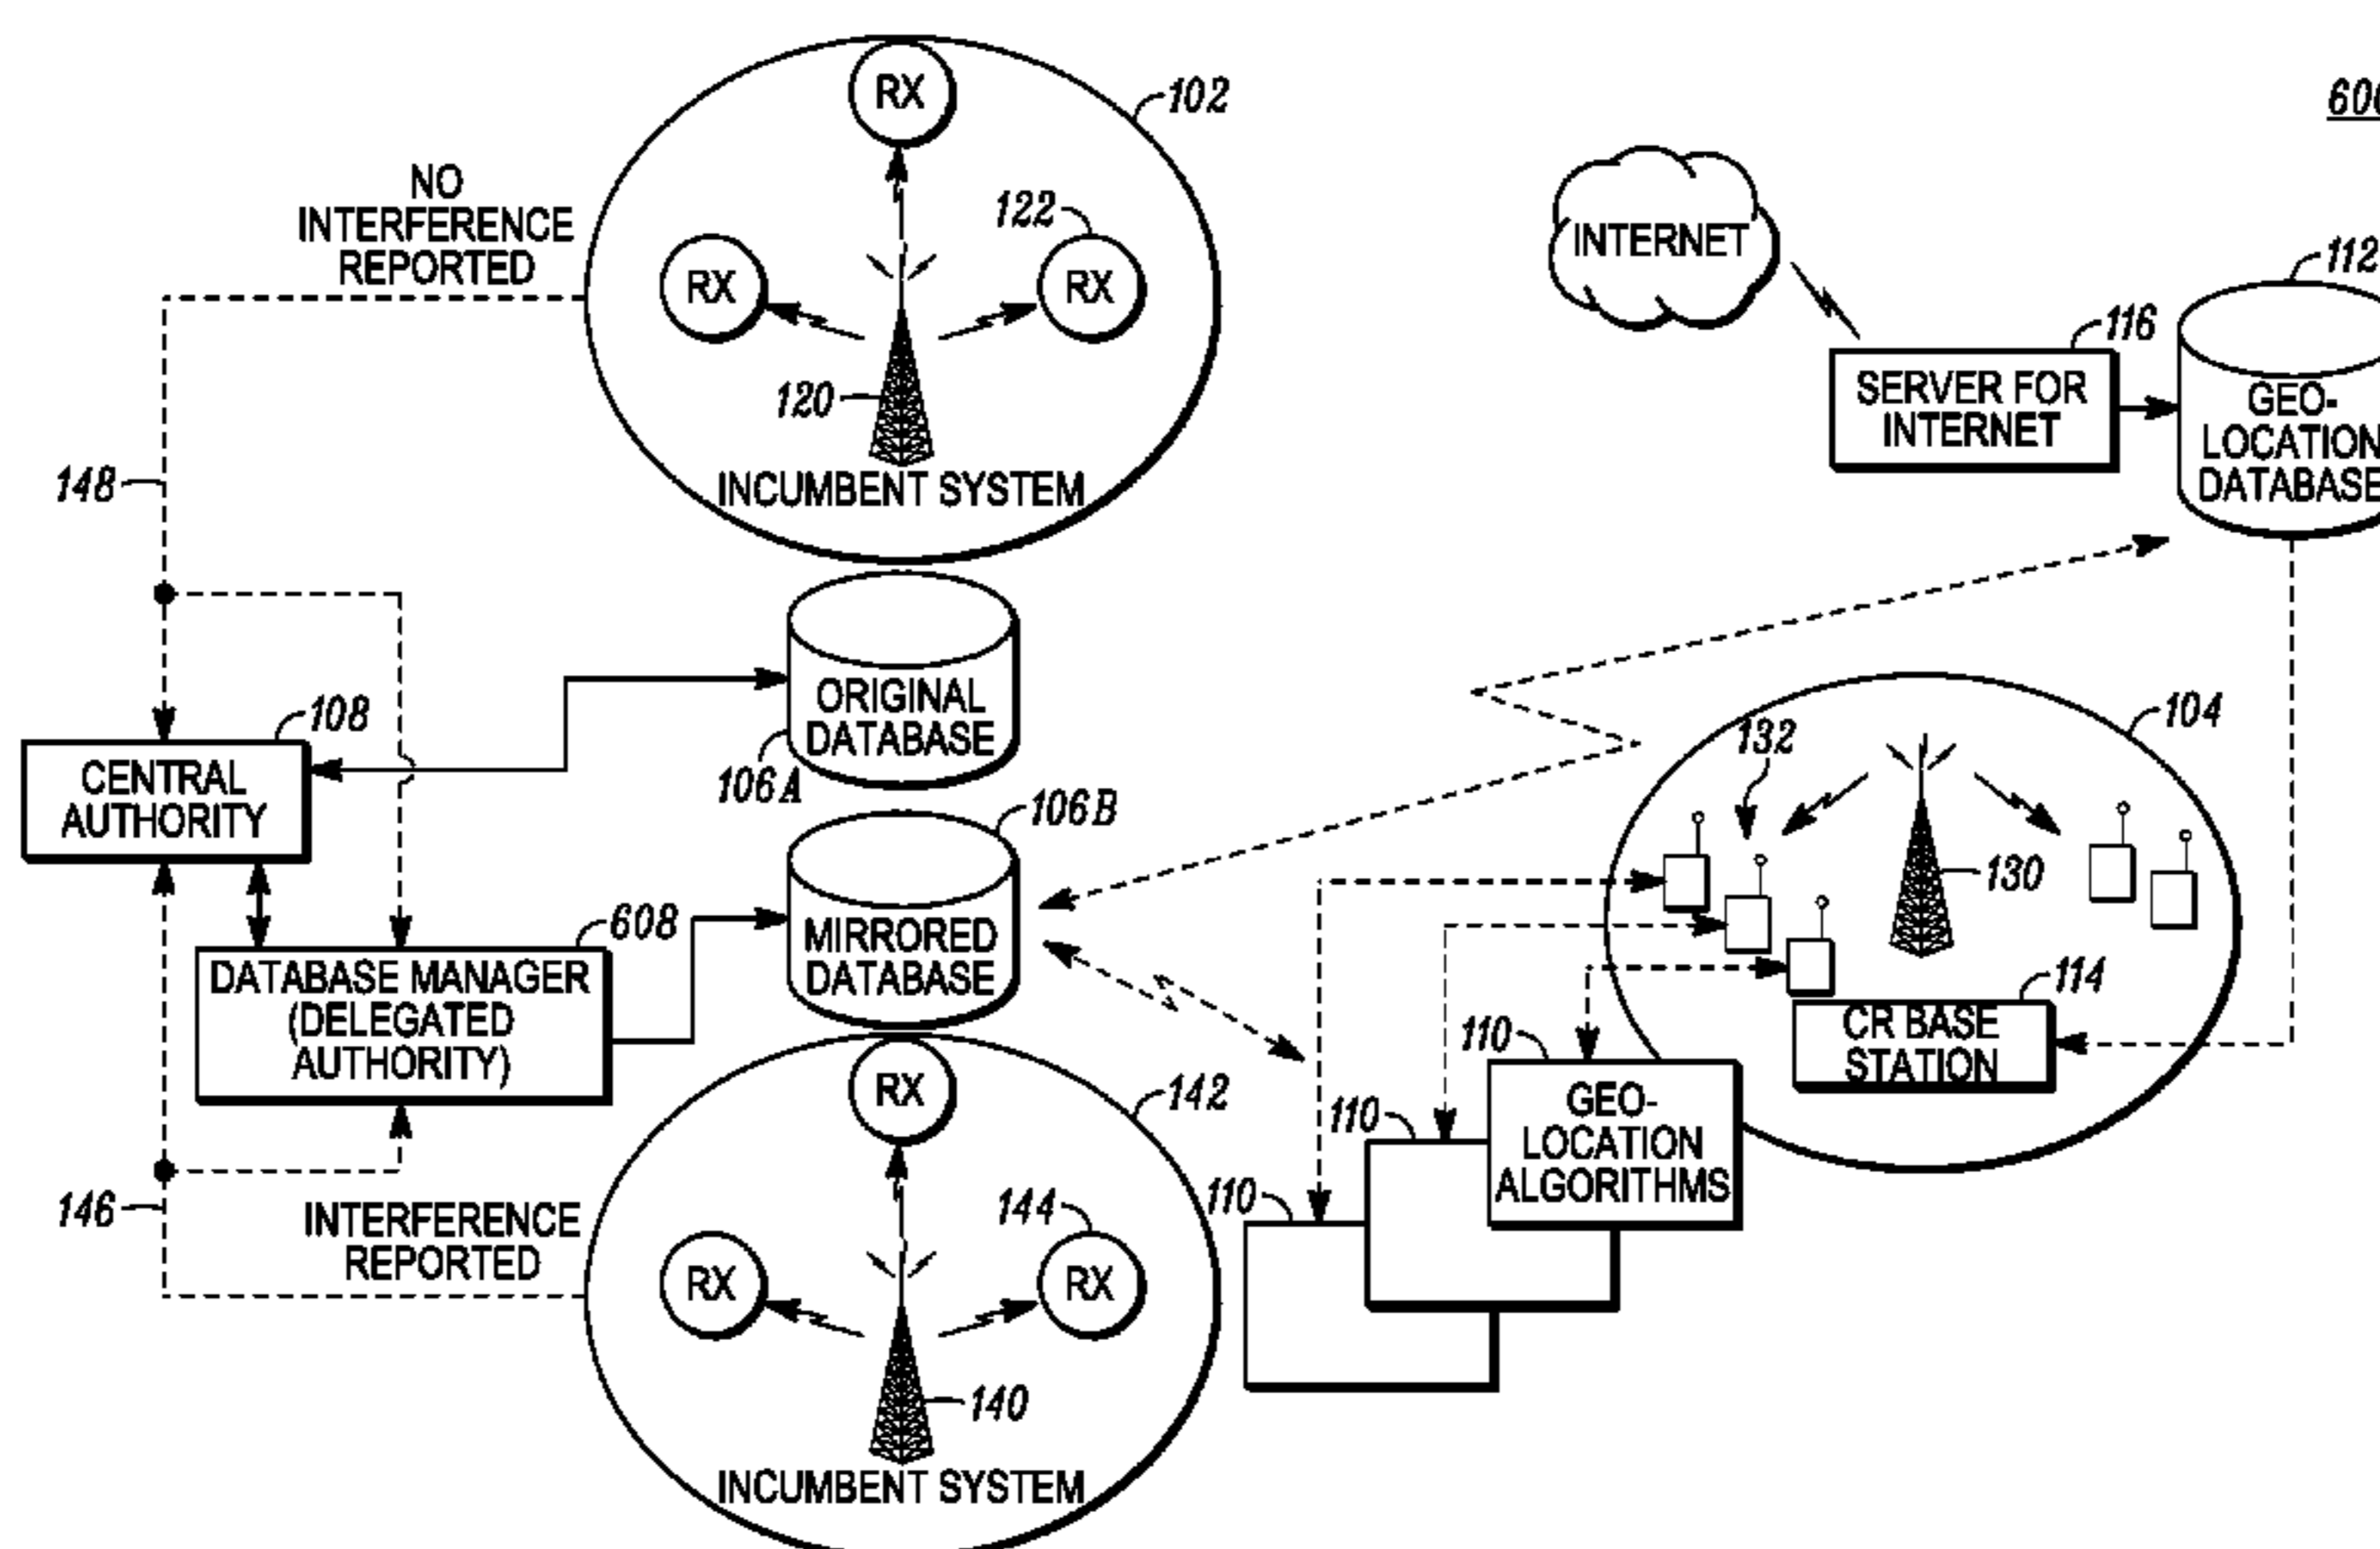 RX
102
600
NO
INTERFERENCE
REPORTED
122
RX
RX
INTERNET
112
116
SERVER FOR
INTERNET
GEO-
LOCATION
DATABASE
120
INCUMBENT SYSTEM
148
108
CENTRAL
AUTHORITY
ORIGINAL
DATABASE
106A
106B
MIRRORED
DATABASE
104
132
130
608
DATABASE MANAGER
(DELEGATED
AUTHORITY)
114
CR BASE
STATION
110
GEO-
LOCATION
ALGORITHMS
110
110
RX
142
146
INTERFERENCE
REPORTED
144
RX
RX
140
INCUMBENT SYSTEM